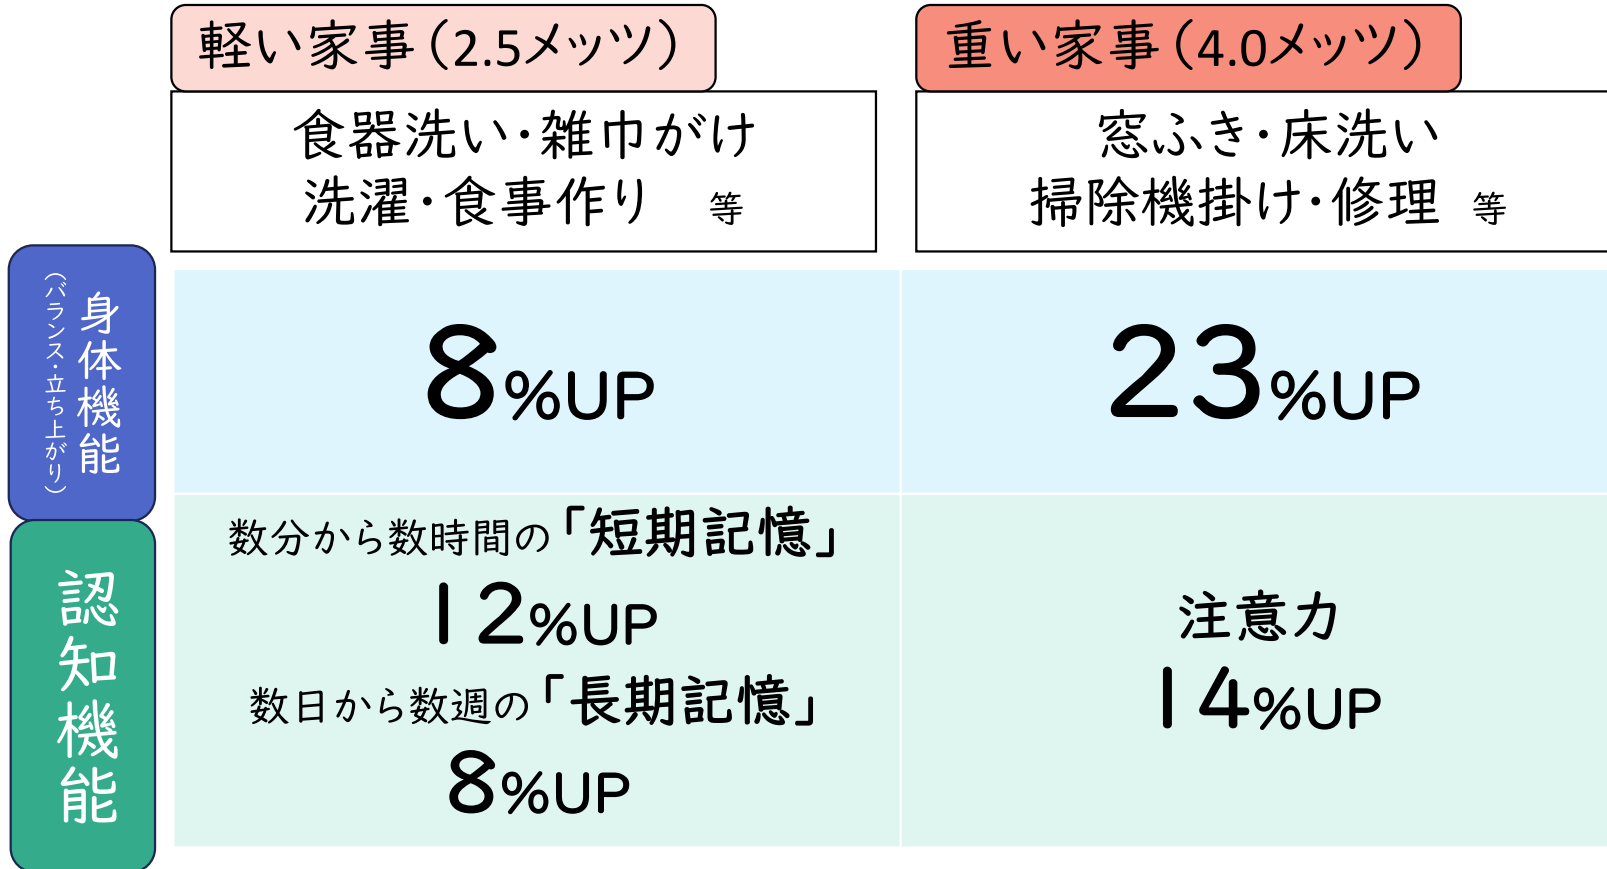 軽い家事（2.5メッツ）
食器洗い・雑巾がけ
洗濯・食事作り 等
重い家事（4.0メッツ）
窓ふき・床洗い
掃除機掛け・修理 等
身体機能
（バランス・立ち上がり）
8%UP
23%UP
認知機能
数分から数時間の「短期記憶」
12%UP
数日から数週の「長期記憶」
8%UP
注意力
14%UP